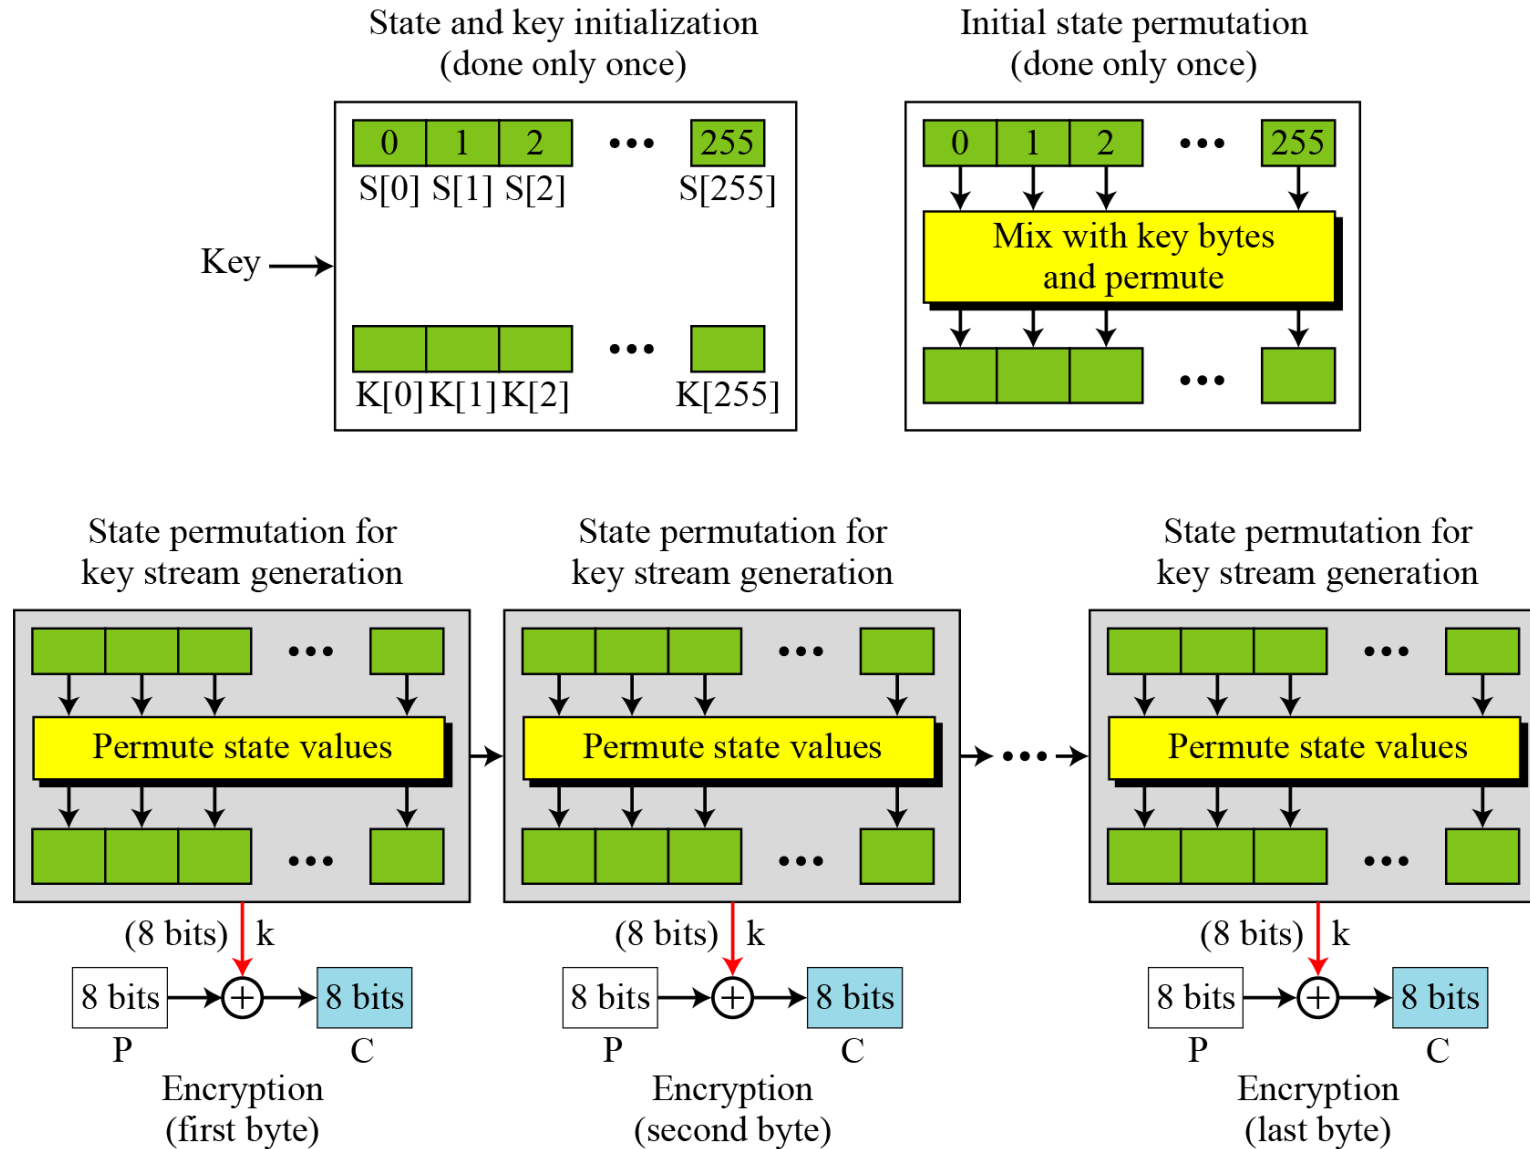 State and key initialization
(done only once)
Initial state permutation
(done only once)
0 1 2 ••• 255
S[0] S[1] S[2] S[255]
Key
K[0] K[1] K[2] ••• K[255]
0 1 2 ••• 255
Mix with key bytes
and permute
•••
State permutation for
key stream generation
State permutation for
key stream generation
State permutation for
key stream generation
•••
Permute state values
•••
•••
Permute state values
•••
•••
•••
Permute state values
•••
(8 bits) k
8 bits + 8 bits
P C
Encryption
(first byte)
(8 bits) k
8 bits + 8 bits
P C
Encryption
(second byte)
(8 bits) k
8 bits + 8 bits
P C
Encryption
(last byte)